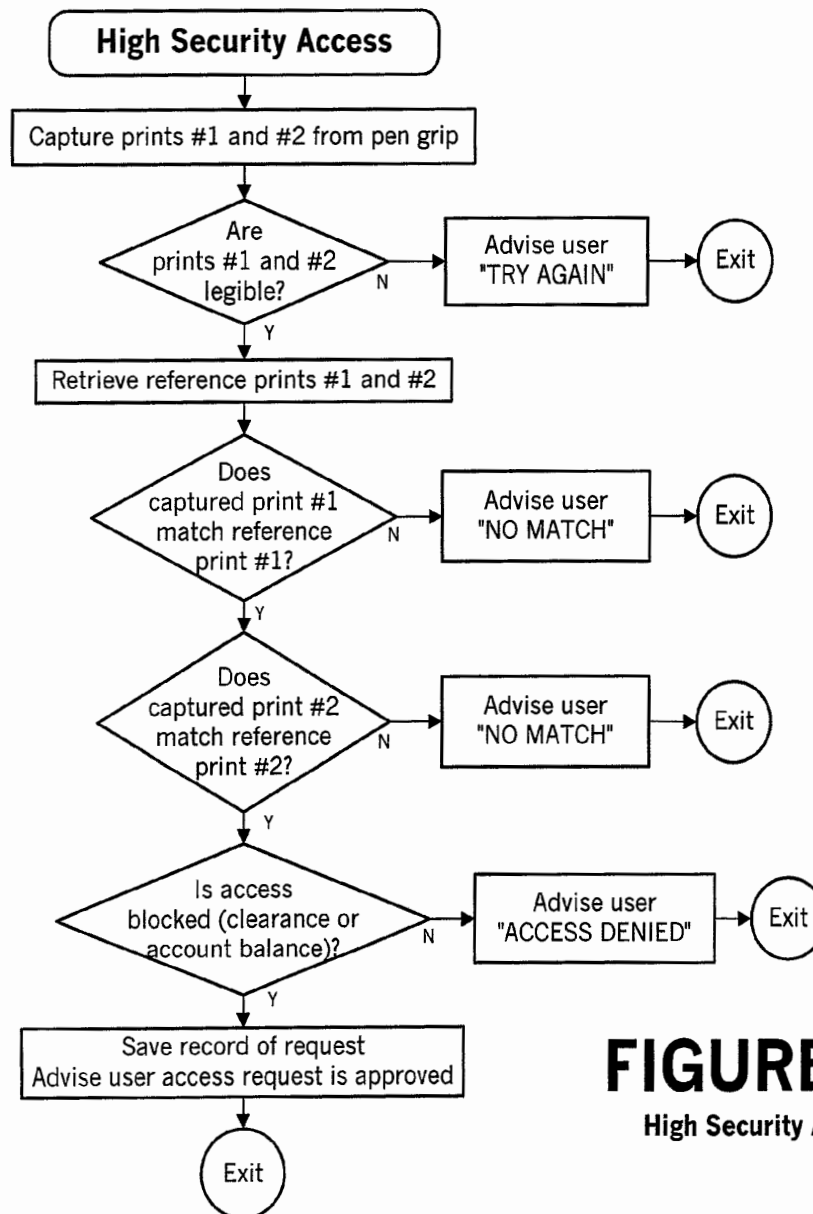 High Security Access
Capture prints #1 and #2 from pen grip
Are
prints #1 and #2
legible?
N
Advise user
"TRY AGAIN"
Exit
Y
Retrieve reference prints #1 and #2
Does
captured print #1
match reference
print #1?
N
Advise user
"NO MATCH"
Exit
Y
Does
captured print #2
match reference
print #2?
N
Advise user
"NO MATCH"
Exit
Y
Is access
blocked (clearance or
account balance)?
N
Advise user
"ACCESS DENIED"
Exit
Y
Save record of request
Advise user access request is approved
Exit
FIGURE
High Security A